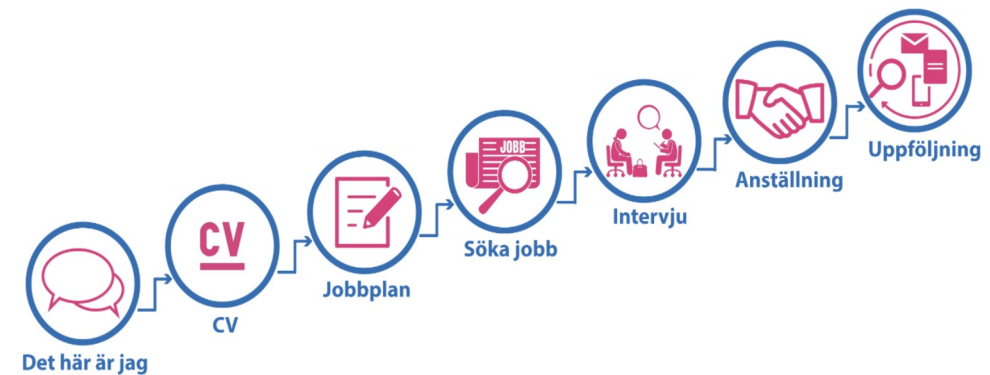 Det här är jag
CV
CV
Jobbplan
JOBB
Söka jobb
Intervju
Anställning
Uppföljning